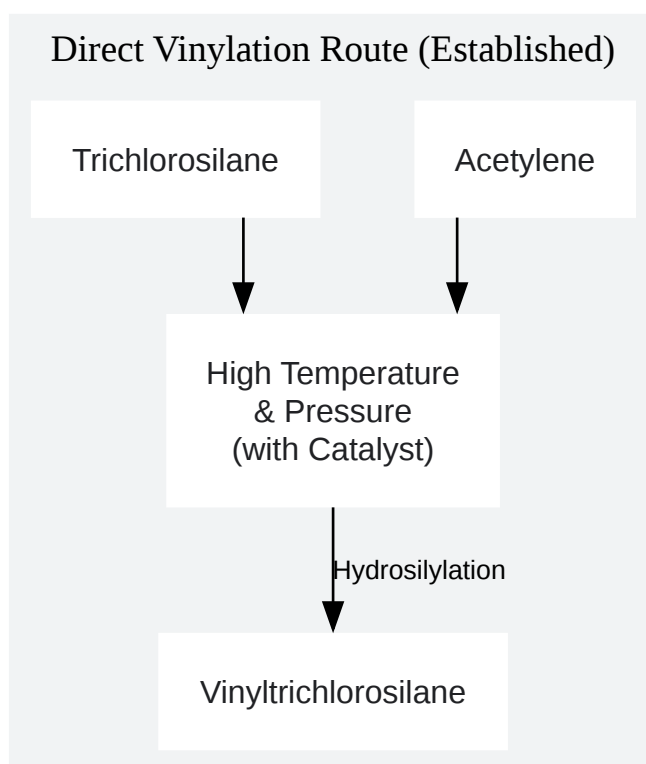 Direct Vinylation Route (Established)
Trichlorosilane
Acetylene
High Temperature
& Pressure
(with Catalyst)
Hydrosilylation
Vinyltrichlorosilane